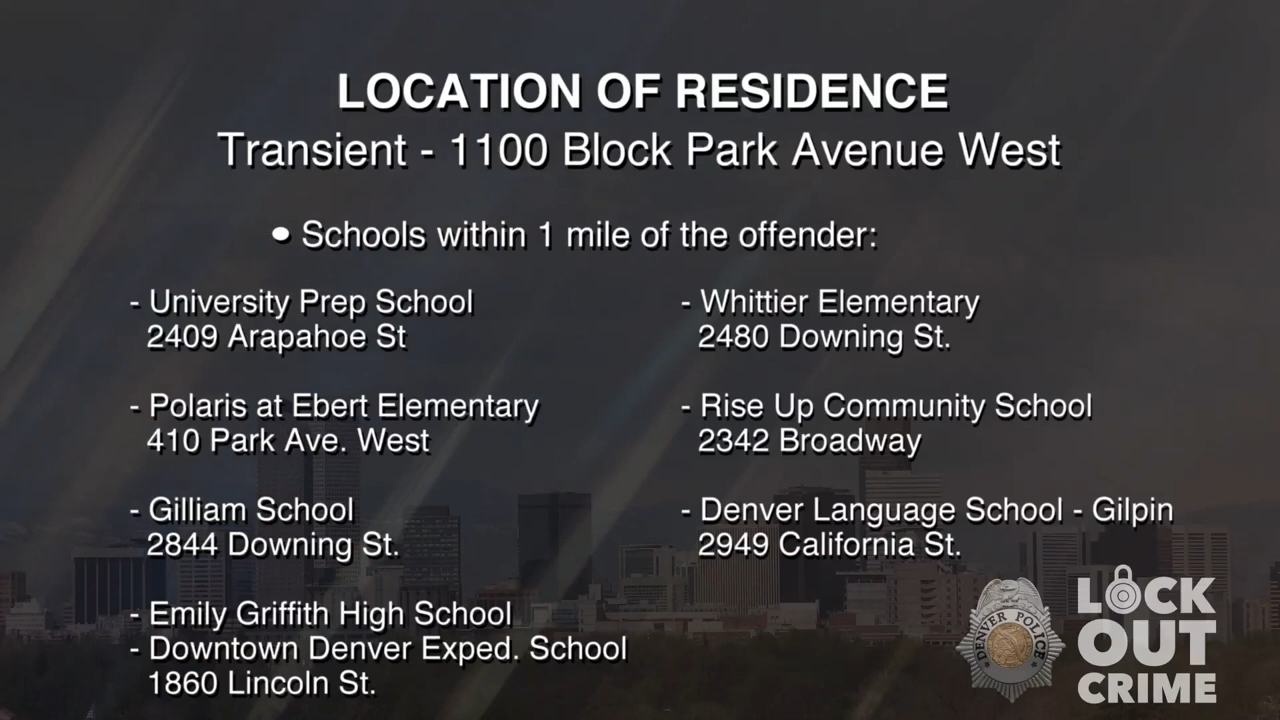 LOCATION OF RESIDENCE
Transient - 1100 Block Park Avenue West
• Schools within 1 mile of the offender:
- University Prep School
2409 Arapahoe St
- Polaris at Ebert Elementary
410 Park Ave. West
- Gilliam School
2844 Downing St.
- Emily Griffith High School
- Downtown Denver Exped. School
1860 Lincoln St.
- Whittier Elementary
2480 Downing St.
- Rise Up Community School
2342 Broadway
- Denver Language School - Gilpin
2949 California St.
DENVER POLICE
LOCK
OUT
CRIME